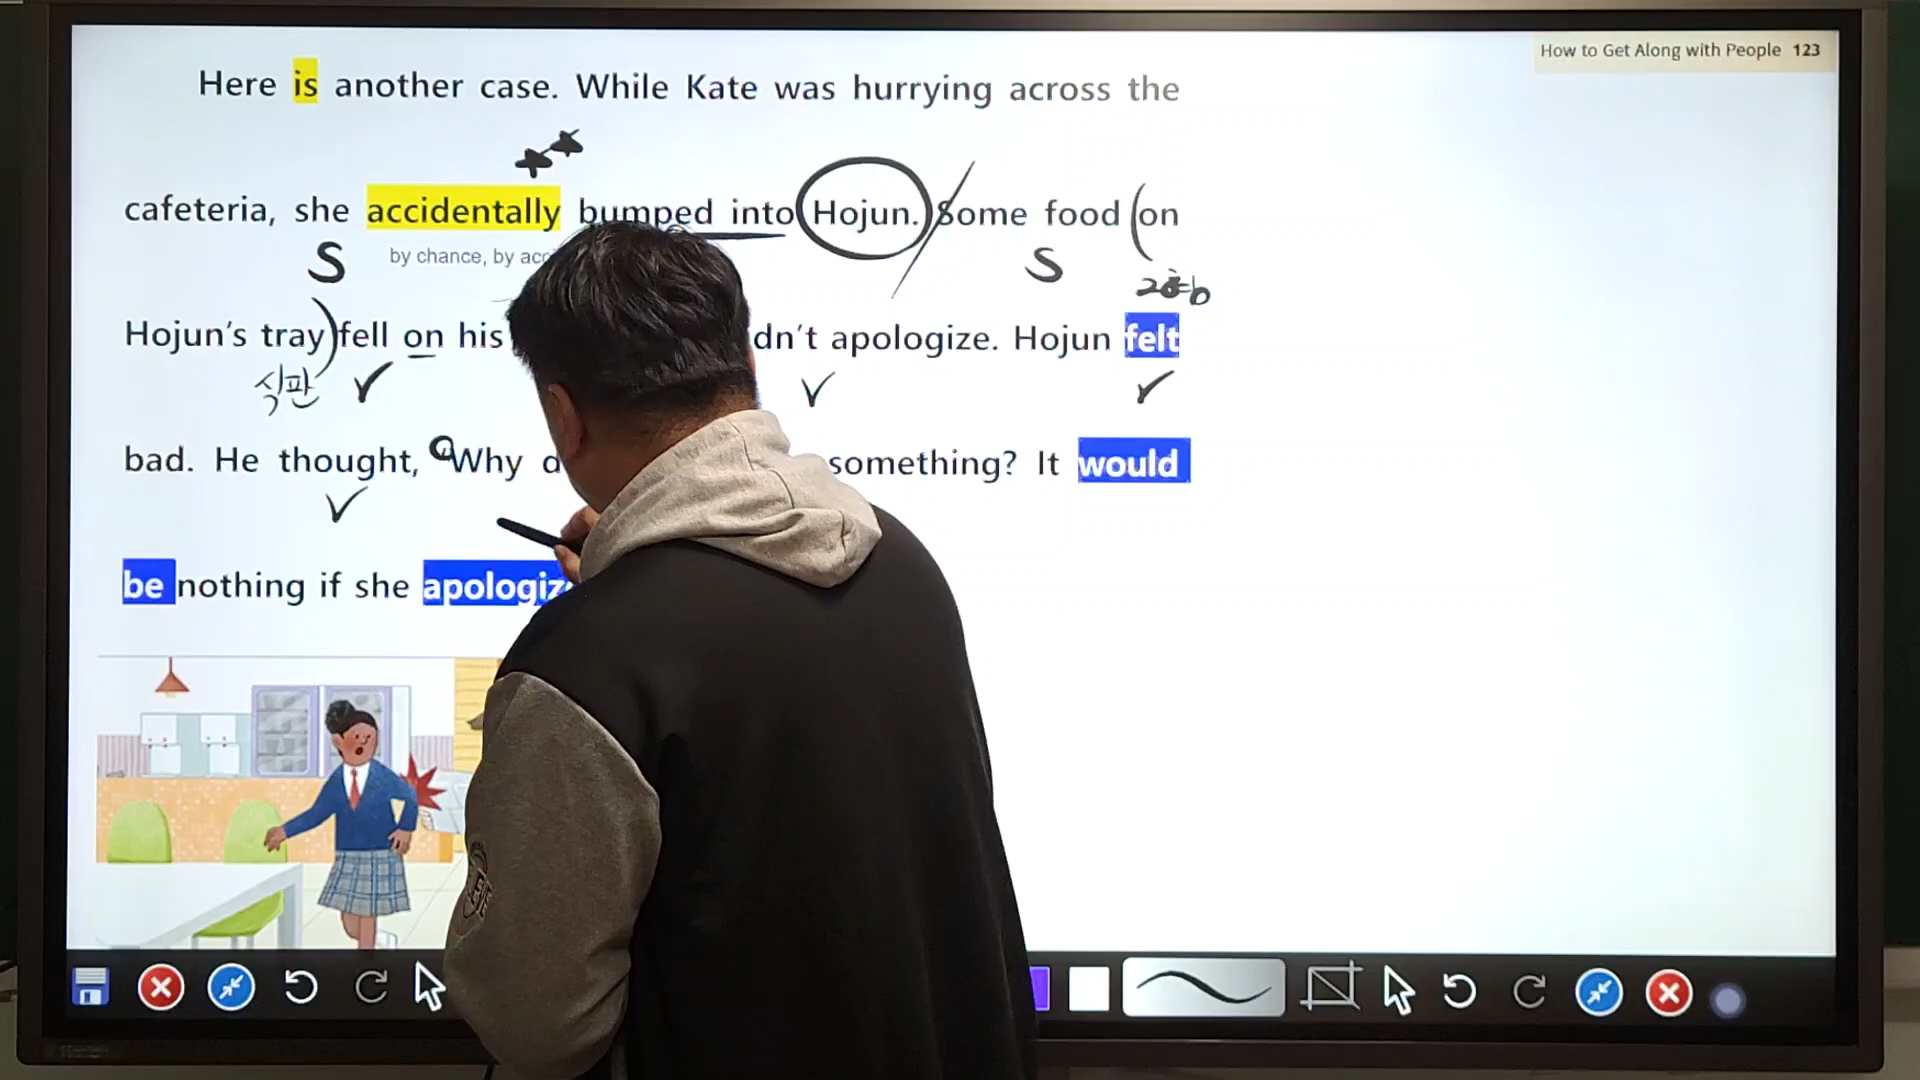 How to Get Along with People 123
Here is another case. While Kate was hurrying across the
cafeteria, she accidentally bumped into Hojun. Some food (on
S by chance, by acc S
Hojun's tray) fell on his dn't apologize. Hojun felt
식판
bad. He thought, Why d something? It would
be nothing if she apologiz